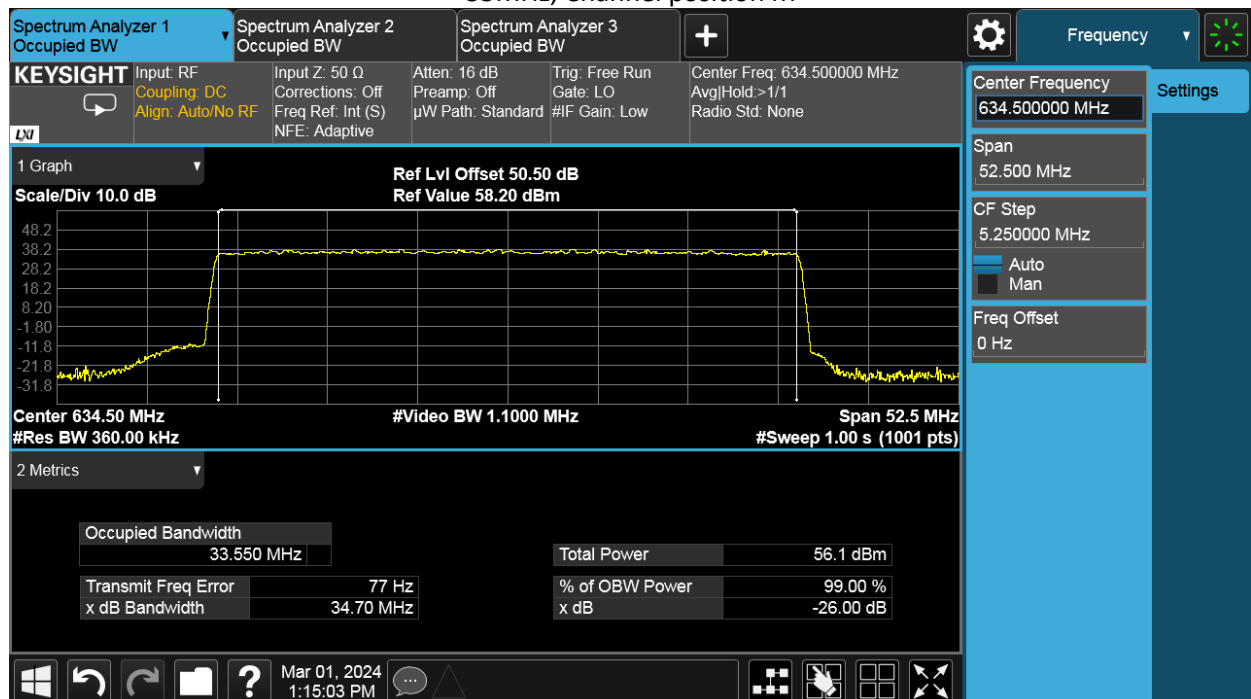 Spectrum Analyzer 1
Occupied BW
Spectrum Analyzer 2
Occupied BW
Spectrum Analyzer 3
Occupied BW
+
Frequency
KEYSIGHT
LXI
Input: RF
Coupling: DC
Align: Auto/No RF
Input Z: 50 Ω
Corrections: Off
Freq Ref: Int (S)
NFE: Adaptive
Atten: 16 dB
Preamp: Off
µW Path: Standard
Trig: Free Run
Gate: LO
#IF Gain: Low
Center Freq: 634.500000 MHz
Avg|Hold:>1/1
Radio Std: None
Center Frequency
634.500000 MHz
Settings
Span
52.500 MHz
CF Step
5.250000 MHz
Auto
Man
Freq Offset
0 Hz
1 Graph
Scale/Div 10.0 dB
Ref Lvl Offset 50.50 dB
Ref Value 58.20 dBm
48.2
38.2
28.2
18.2
8.20
-1.80
-11.8
-21.8
-31.8
Center 634.50 MHz
#Res BW 360.00 kHz
#Video BW 1.1000 MHz
Span 52.5 MHz
#Sweep 1.00 s (1001 pts)
2 Metrics
Occupied Bandwidth
33.550 MHz
Transmit Freq Error 77 Hz
x dB Bandwidth 34.70 MHz
Total Power 56.1 dBm
% of OBW Power 99.00 %
x dB -26.00 dB
?
Mar 01, 2024
1:15:03 PM